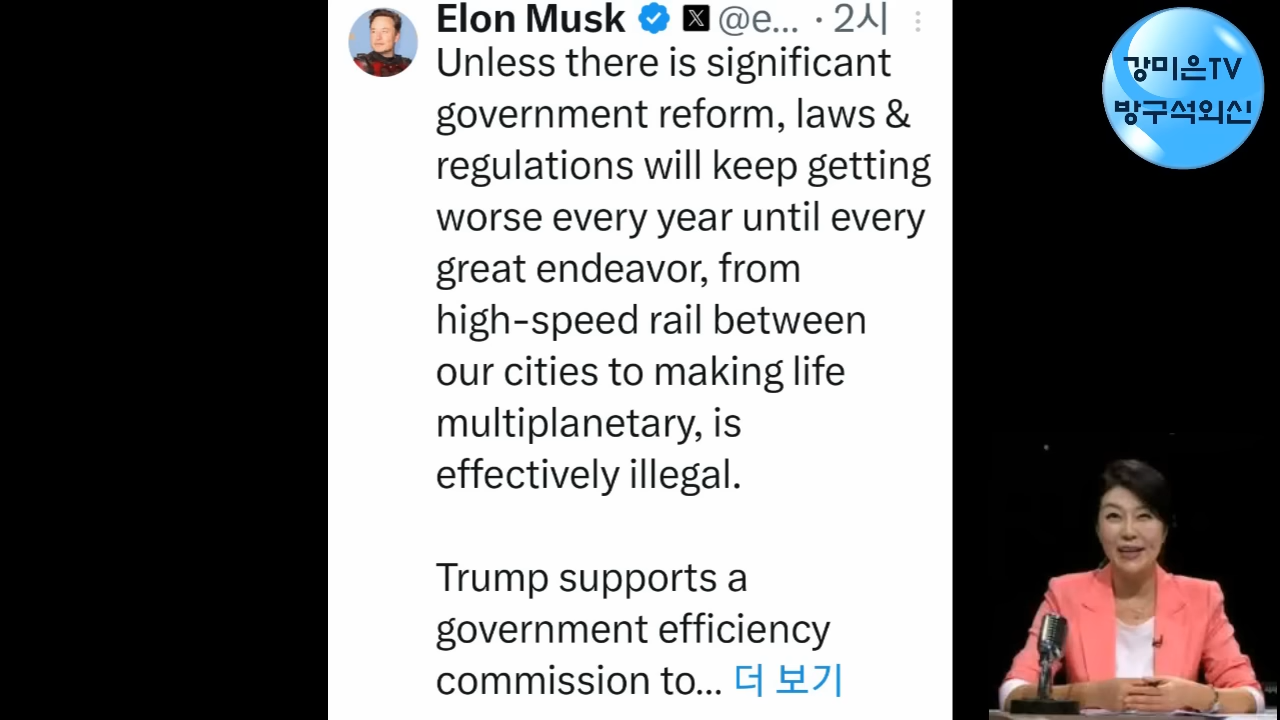 Elon Musk @e... · 2시
Unless there is significant
government reform, laws &
regulations will keep getting
worse every year until every
great endeavor, from
high-speed rail between
our cities to making life
multiplanetary, is
effectively illegal.
Trump supports a
government efficiency
commission to... 더 보기
강미은TV
방구석외신